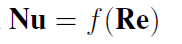 Nu = f(Re)